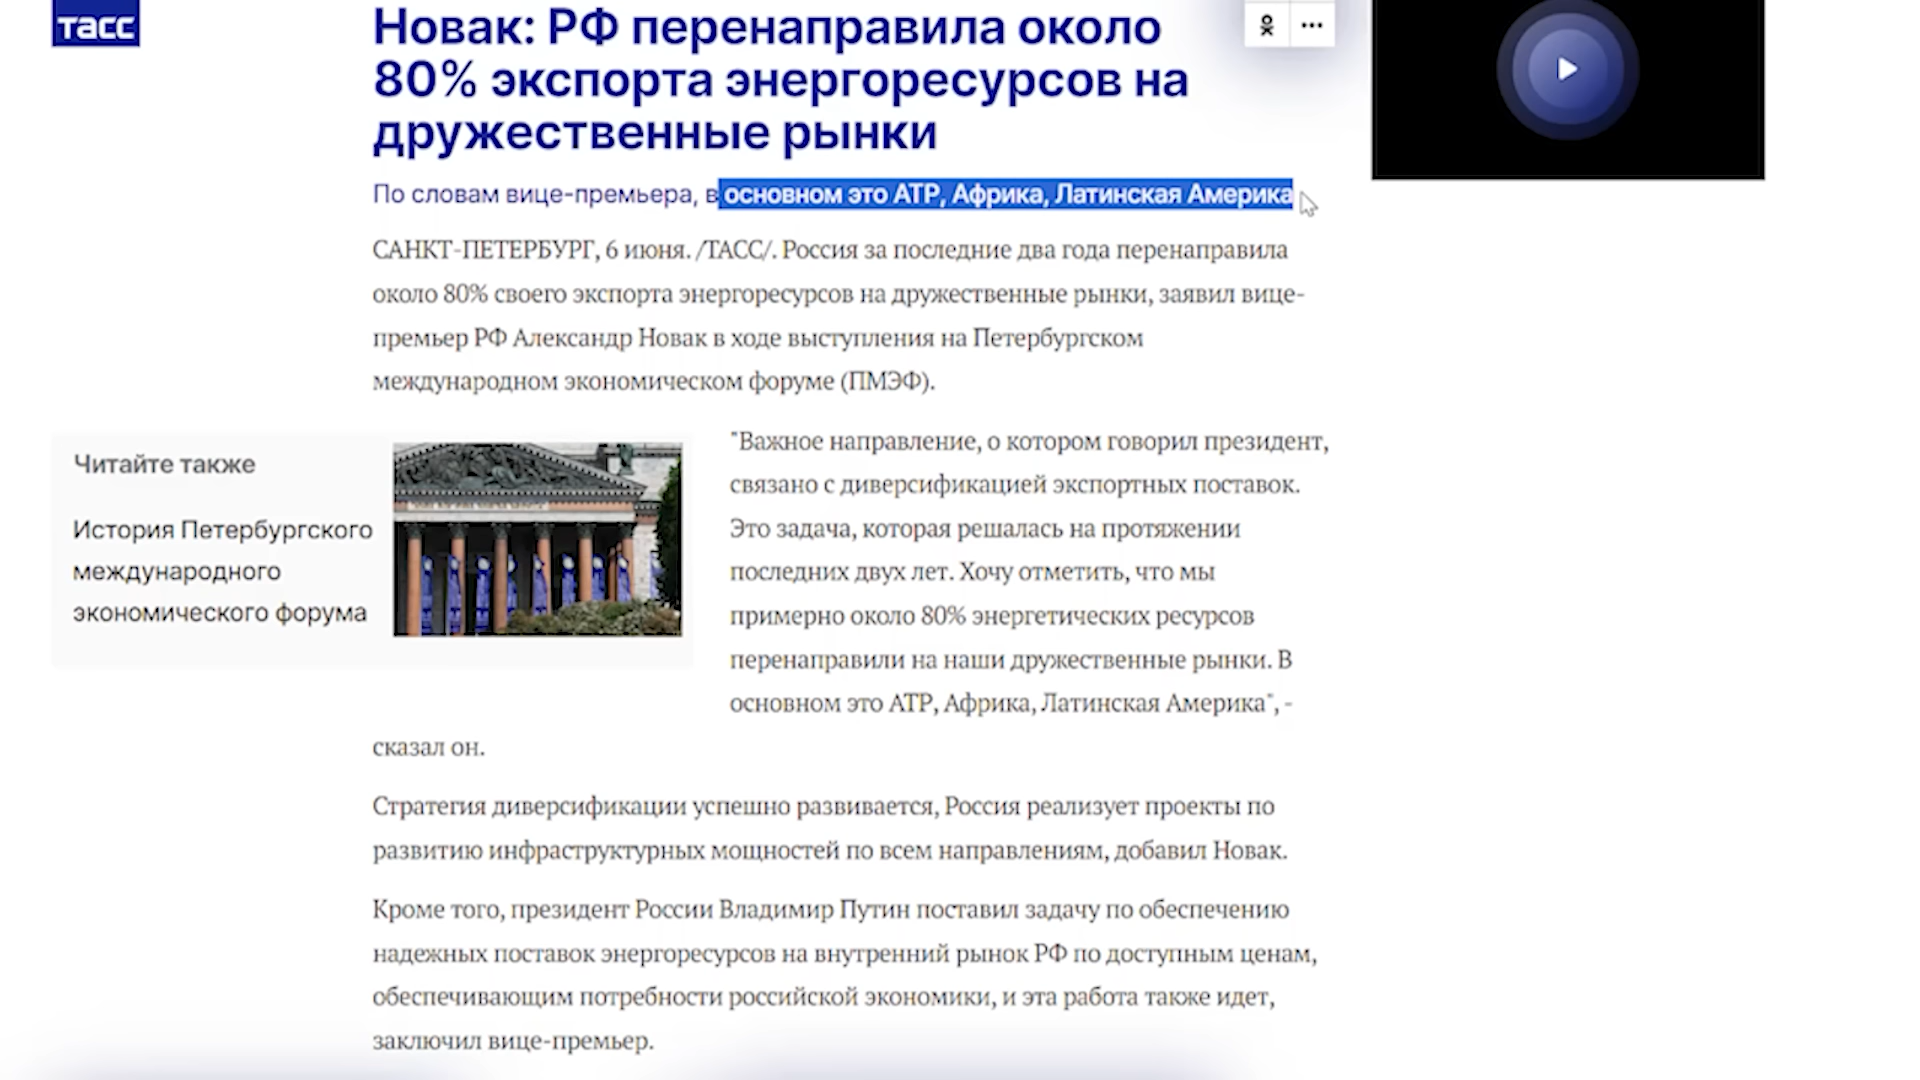 тасс
Новак: РФ перенаправила около
80% экспорта энергоресурсов на
дружественные рынки
По словам вице-премьера, в основном это АТР, Африка, Латинская Америка
САНКТ-ПЕТЕРБУРГ, 6 июня. /ТАСС/. Россия за последние два года перенаправила
около 80% своего экспорта энергоресурсов на дружественные рынки, заявил вице-
премьер РФ Александр Новак в ходе выступления на Петербургском
международном экономическом форуме (ПМЭФ).
Читайте также
История Петербургского
международного
экономического форума
"Важное направление, о котором говорил президент,
связано с диверсификацией экспортных поставок.
Это задача, которая решалась на протяжении
последних двух лет. Хочу отметить, что мы
примерно около 80% энергетических ресурсов
перенаправили на наши дружественные рынки. В
основном это АТР, Африка, Латинская Америка", -
сказал он.
Стратегия диверсификации успешно развивается, Россия реализует проекты по
развитию инфраструктурных мощностей по всем направлениям, добавил Новак.
Кроме того, президент России Владимир Путин поставил задачу по обеспечению
надежных поставок энергоресурсов на внутренний рынок РФ по доступным ценам,
обеспечивающим потребности российской экономики, и эта работа также идет,
заключил вице-премьер.